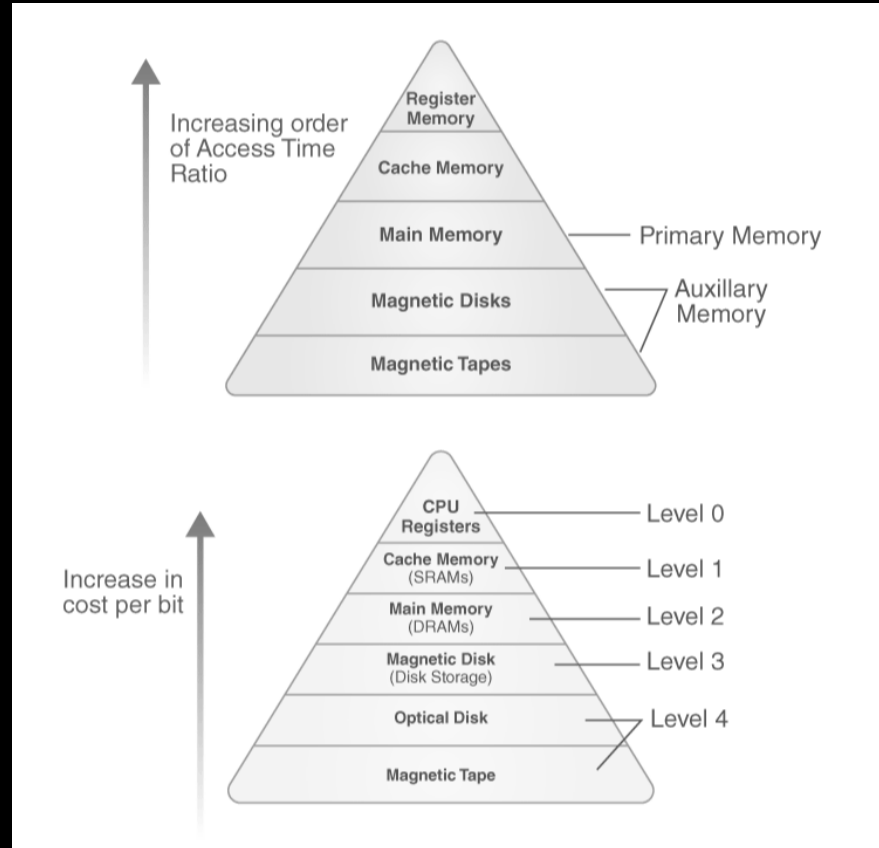 Register
Memory
Increasing order
of Access Time
Ratio
Cache Memory
Main Memory
Primary Memory
Magnetic Disks
Auxillary
Memory
Magnetic Tapes
CPU
Registers
Level 0
Increase in
cost per bit
Cache Memory
(SRAMs)
Level 1
Main Memory
(DRAMs)
Level 2
Magnetic Disk
(Disk Storage)
Level 3
Optical Disk
Level 4
Magnetic Tape